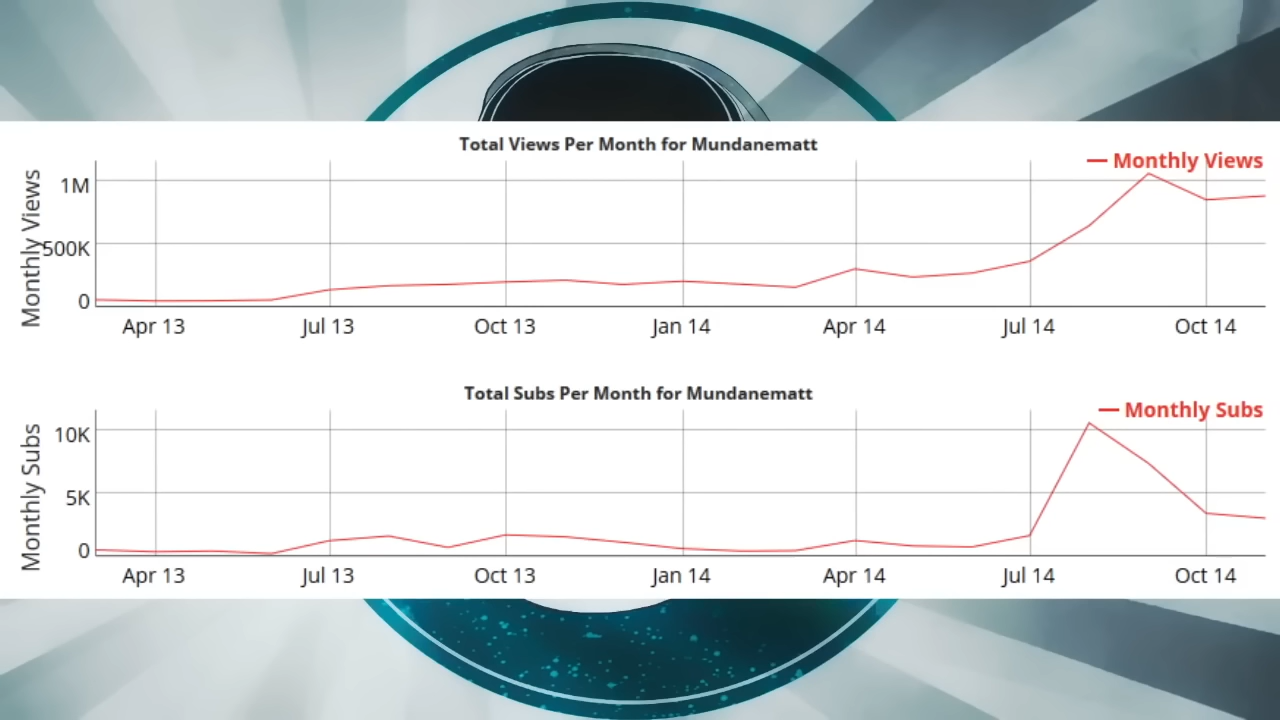 Total Views Per Month for Mundanematt
Monthly Views
Monthly Views
1M
500K
0
Apr 13 Jul 13 Oct 13 Jan 14 Apr 14 Jul 14 Oct 14
Total Subs Per Month for Mundanematt
Monthly Subs
Monthly Subs
10K
5K
0
Apr 13 Jul 13 Oct 13 Jan 14 Apr 14 Jul 14 Oct 14